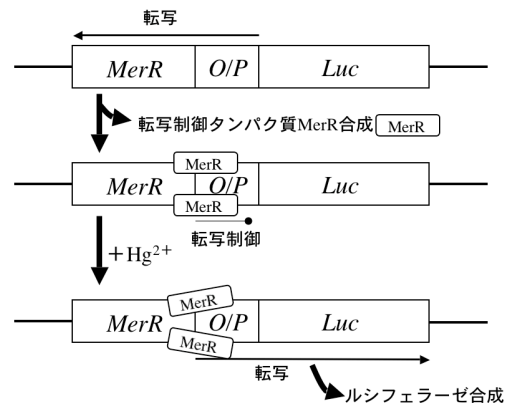 転写
MerR O/P Luc
転写制御タンパク質MerR合成 MerR
MerR
MerR O/P Luc
MerR
転写制御
+Hg²⁺
MerR
MerR O/P Luc
MerR
転写
ルシフェラーゼ合成